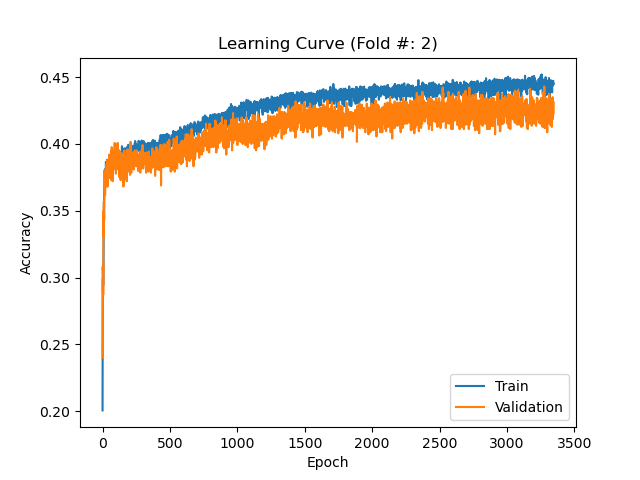 Learning Curve (Fold #: 2)
0.45
0.40
0.35
0.30
0.25
0.20
Accuracy
Train
Validation
0 500 1000 1500 2000 2500 3000 3500
Epoch